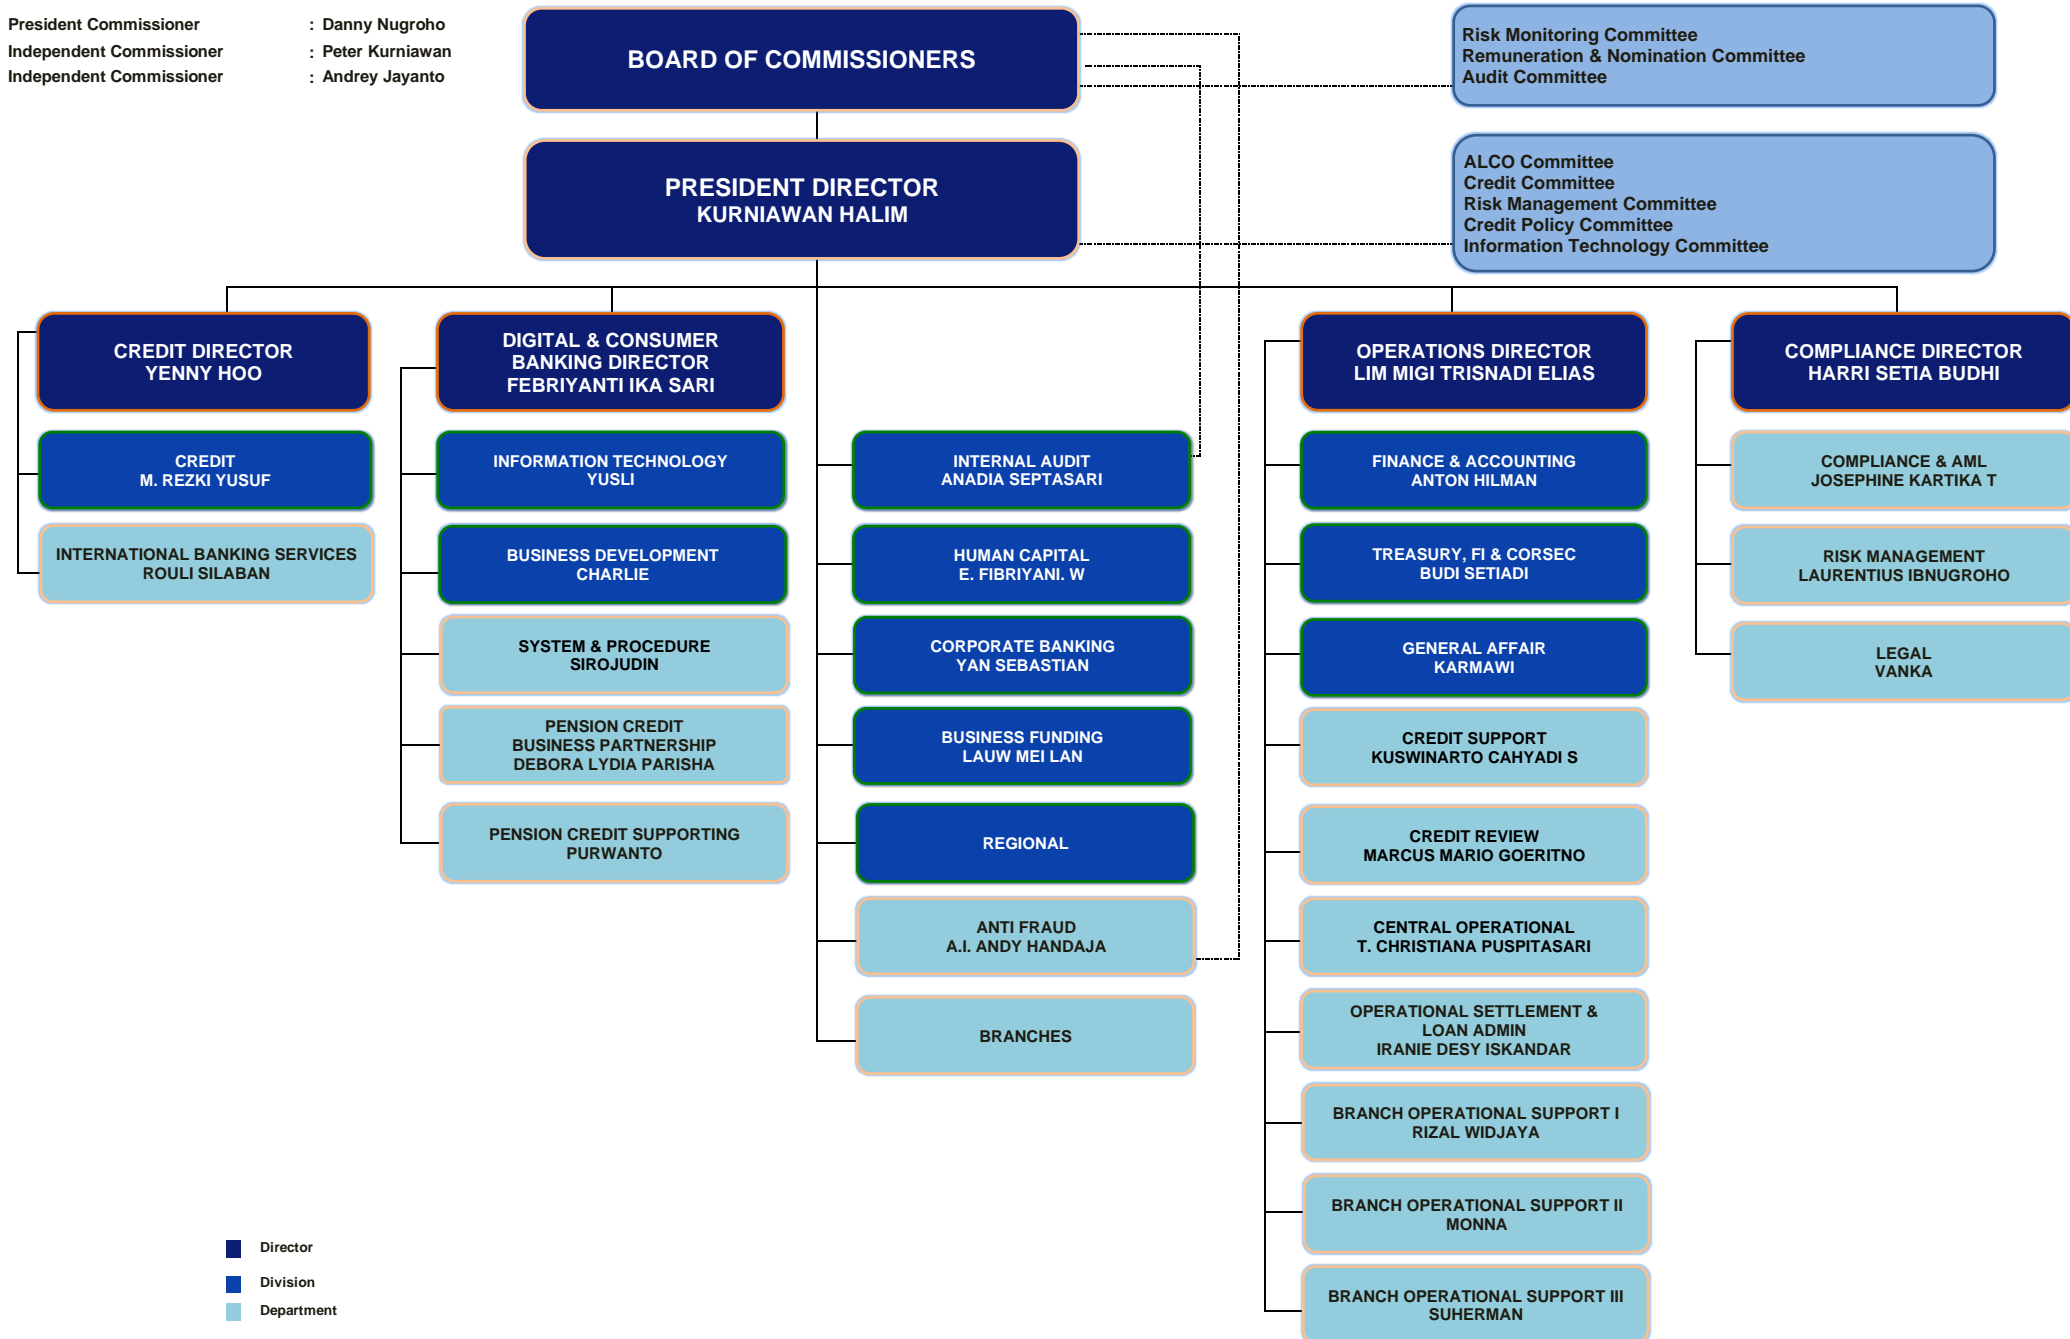 President Commissioner : Danny Nugroho
Independent Commissioner : Peter Kurniawan
Independent Commissioner : Andrey Jayanto
BOARD OF COMMISSIONERS
Risk Monitoring Committee
Remuneration & Nomination Committee
Audit Committee
PRESIDENT DIRECTOR
KURNIAWAN HALIM
ALCO Committee
Credit Committee
Risk Management Committee
Credit Policy Committee
Information Technology Committee
CREDIT DIRECTOR
YENNY HOO
CREDIT
M. REZKI YUSUF
INTERNATIONAL BANKING SERVICES
ROULI SILABAN
DIGITAL & CONSUMER
BANKING DIRECTOR
FEBRIYANTI IKA SARI
INFORMATION TECHNOLOGY
YUSLI
BUSINESS DEVELOPMENT
CHARLIE
SYSTEM & PROCEDURE
SIROJUDIN
PENSION CREDIT
BUSINESS PARTNERSHIP
DEBORA LYDIA PARISHA
PENSION CREDIT SUPPORTING
PURWANTO
INTERNAL AUDIT
ANADIA SEPTASARI
HUMAN CAPITAL
E. FIBRIYANI. W
CORPORATE BANKING
YAN SEBASTIAN
BUSINESS FUNDING
LAUW MEI LAN
REGIONAL
ANTI FRAUD
A.I. ANDY HANDAJA
BRANCHES
OPERATIONS DIRECTOR
LIM MIGI TRISNADI ELIAS
FINANCE & ACCOUNTING
ANTON HILMAN
TREASURY, FI & CORSEC
BUDI SETIADI
GENERAL AFFAIR
KARMAWI
CREDIT SUPPORT
KUSWINARTO CAHYADI S
CREDIT REVIEW
MARCUS MARIO GOERITNO
CENTRAL OPERATIONAL
T. CHRISTIANA PUSPITASARI
OPERATIONAL SETTLEMENT &
LOAN ADMIN
IRANIE DESY ISKANDAR
BRANCH OPERATIONAL SUPPORT I
RIZAL WIDJAYA
BRANCH OPERATIONAL SUPPORT II
MONNA
BRANCH OPERATIONAL SUPPORT III
SUHERMAN
COMPLIANCE DIRECTOR
HARRI SETIA BUDHI
COMPLIANCE & AML
JOSEPHINE KARTIKA T
RISK MANAGEMENT
LAURENTIUS IBNUGROHO
LEGAL
VANKA
Director
Division
Department